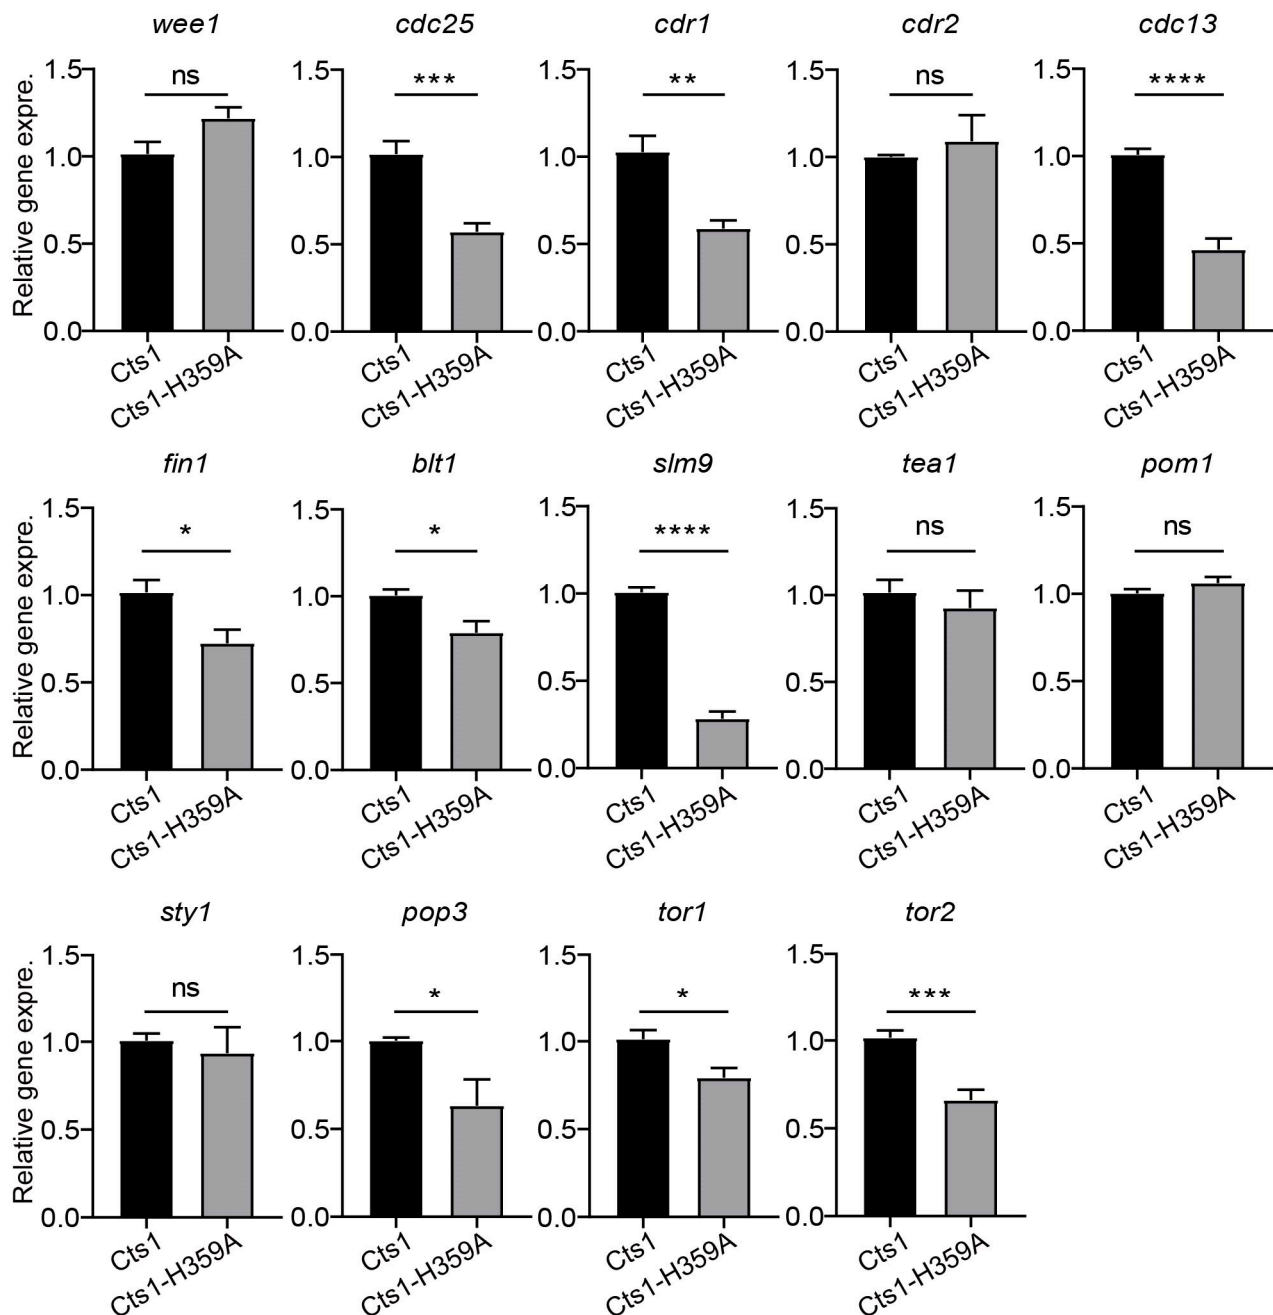 wee1 cdc25 cdr1 cdr2 cdc13
Relative gene expre.
1.5 1.0 0.5 0.0 ns Cts1 Cts1-H359A
1.5 1.0 0.5 0.0 *** Cts1 Cts1-H359A
1.5 1.0 0.5 0.0 ** Cts1 Cts1-H359A
1.5 1.0 0.5 0.0 ns Cts1 Cts1-H359A
1.5 1.0 0.5 0.0 **** Cts1 Cts1-H359A
fin1 blt1 slm9 tea1 pom1
Relative gene expre.
1.5 1.0 0.5 0.0 * Cts1 Cts1-H359A
1.5 1.0 0.5 0.0 * Cts1 Cts1-H359A
1.5 1.0 0.5 0.0 **** Cts1 Cts1-H359A
1.5 1.0 0.5 0.0 ns Cts1 Cts1-H359A
1.5 1.0 0.5 0.0 ns Cts1 Cts1-H359A
sty1 pop3 tor1 tor2
Relative gene expre.
1.5 1.0 0.5 0.0 ns Cts1 Cts1-H359A
1.5 1.0 0.5 0.0 * Cts1 Cts1-H359A
1.5 1.0 0.5 0.0 * Cts1 Cts1-H359A
1.5 1.0 0.5 0.0 *** Cts1 Cts1-H359A